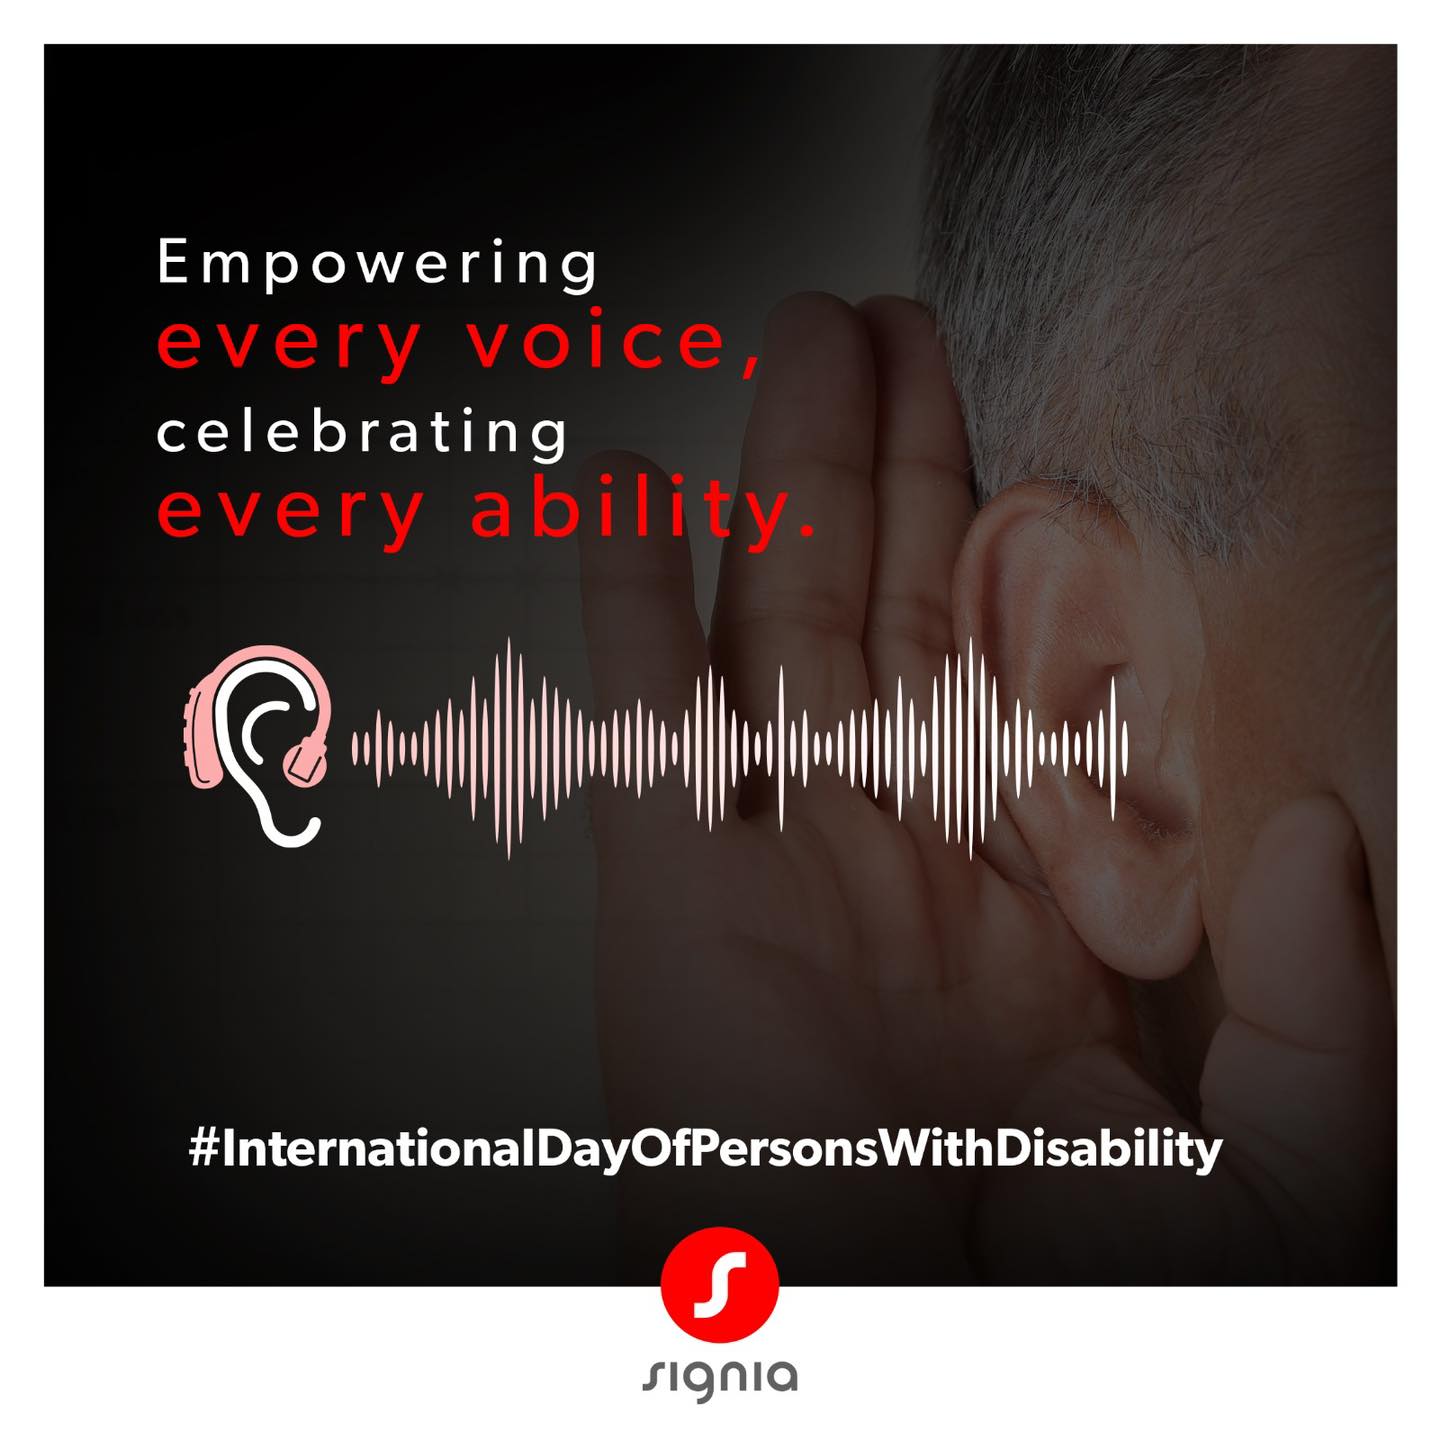 Empowering
every voice,
celebrating
every ability.
#InternationalDayOfPersonsWithDisability
signia